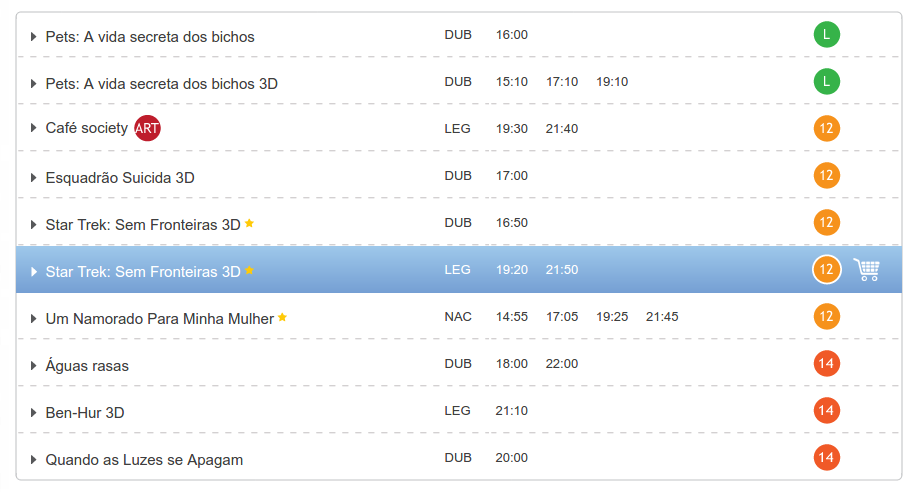 Pets: A vida secreta dos bichos DUB 16:00 L
Pets: A vida secreta dos bichos 3D DUB 15:10 17:10 19:10 L
Café society ART LEG 19:30 21:40 12
Esquadrão Suicida 3D DUB 17:00 12
Star Trek: Sem Fronteiras 3D DUB 16:50 12
Star Trek: Sem Fronteiras 3D LEG 19:20 21:50 12
Um Namorado Para Minha Mulher NAC 14:55 17:05 19:25 21:45 12
Águas rasas DUB 18:00 22:00 14
Ben-Hur 3D LEG 21:10 14
Quando as Luzes se Apagam DUB 20:00 14